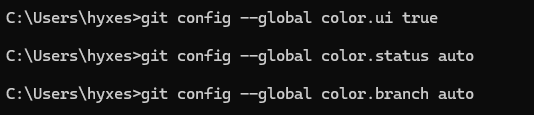 C:\Users\hyxes>git config --global color.ui true
C:\Users\hyxes>git config --global color.status auto
C:\Users\hyxes>git config --global color.branch auto